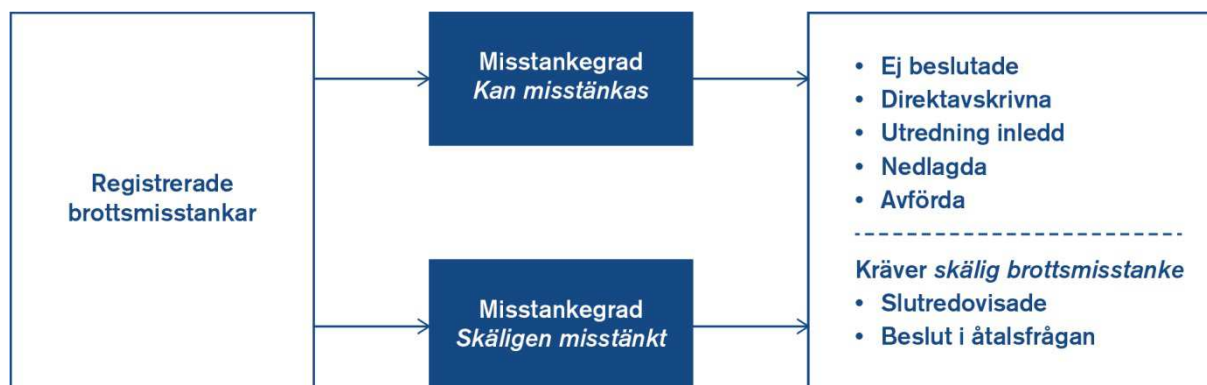 Registrerade
brottsmisstankar
Misstankegrad
Kan misstänkas
Misstankegrad
Skäligen misstänkt
• Ej beslutade
• Direktavskrivna
• Utredning inledd
• Nedlagda
• Avförda
Kräver skälig brottsmisstanke
• Slutredovisade
• Beslut i åtalsfrågan